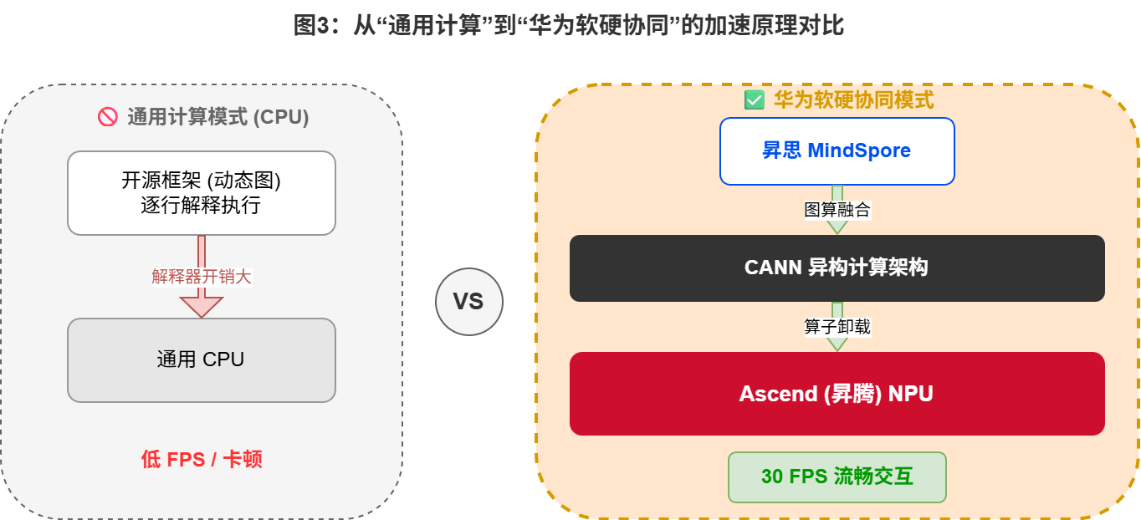 图3：从“通用计算”到“华为软硬协同”的加速原理对比
🚫 通用计算模式 (CPU)
开源框架 (动态图)
逐行解释执行
解释器开销大
通用 CPU
低 FPS / 卡顿
VS
✅ 华为软硬协同模式
昇思 MindSpore
图算融合
CANN 异构计算架构
算子卸载
Ascend (昇腾) NPU
30 FPS 流畅交互